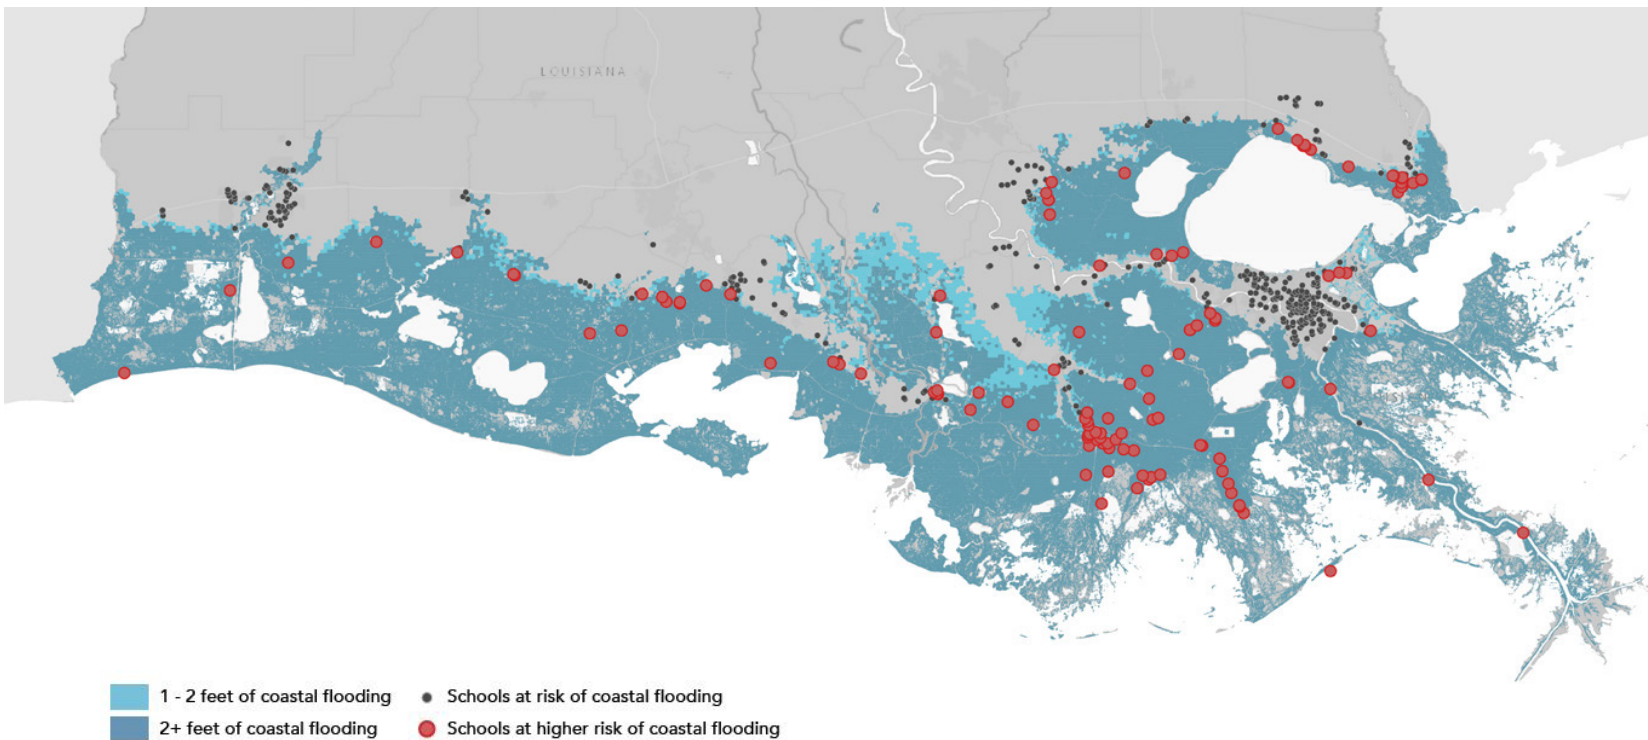 LOUISIANA
1 - 2 feet of coastal flooding
2+ feet of coastal flooding
Schools at risk of coastal flooding
Schools at higher risk of coastal flooding